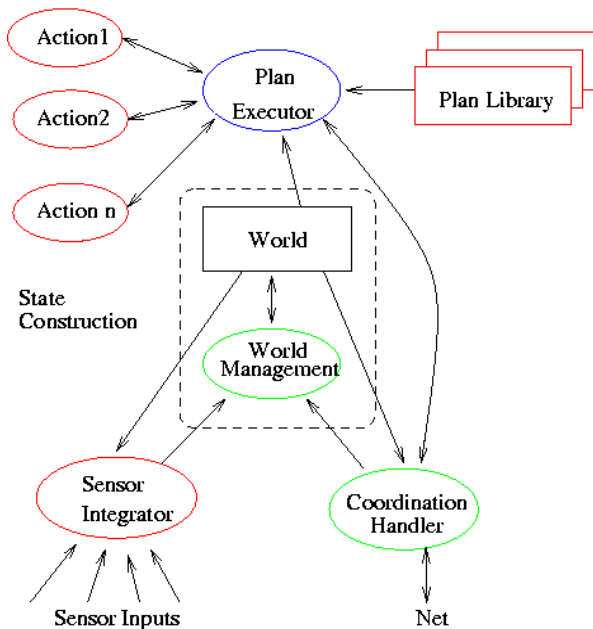 Action1
Plan
Executor
Plan Library
Action2
Action n
World
State
Construction
World
Management
Sensor
Integrator
Coordination
Handler
Sensor Inputs
Net